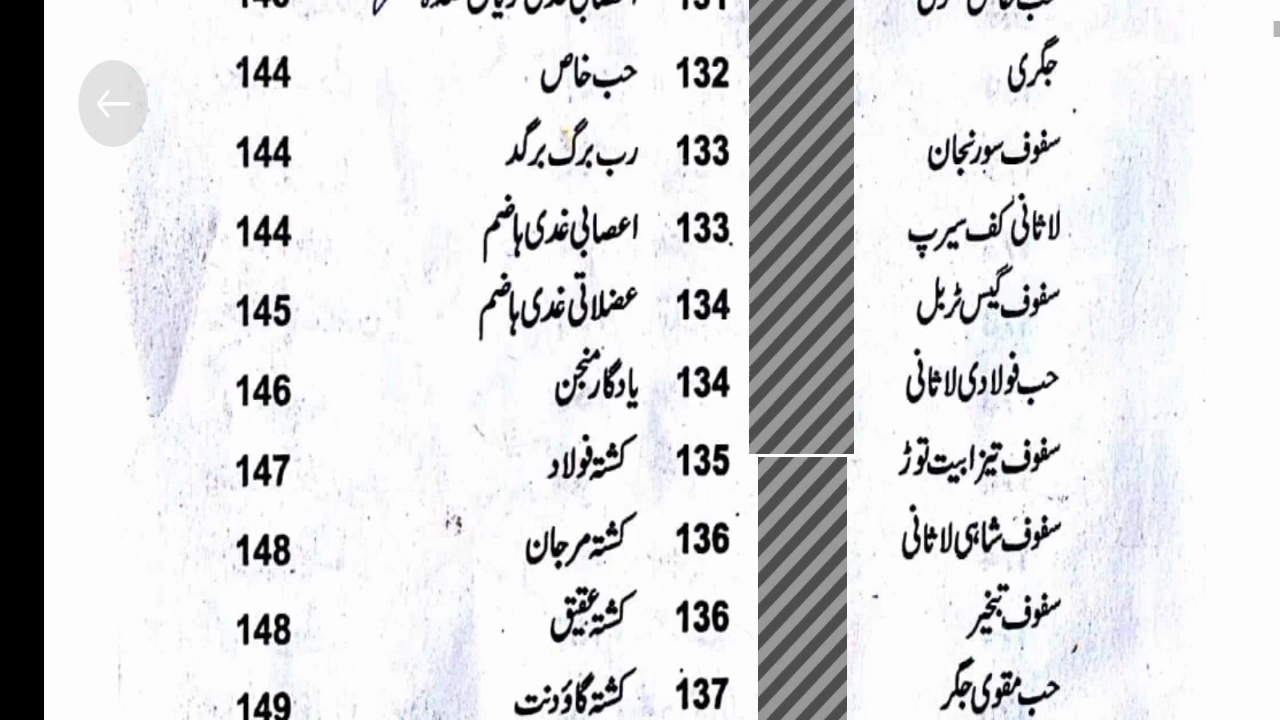 جگری 132 حب خاص 144
سفوف سورنجان 133 رب برگ برگد 144
لاثانی کف سیرپ 133 اعصابی غدی ہاضم 144
سفوف گیس ٹربل 134 عضلاتی غدی ہاضم 145
حب فولادی لاثانی 134 یادگار منجن 146
سفوف تیزابیت توڑ 135 کشتہ فولاد 147
سفوف شاہی لاثانی 136 کشتہ مرجان 148
سفوف تبخیر 136 کشتہ عقیق 148
حب مقوی جگر 137 کشتہ گاؤدنت 149